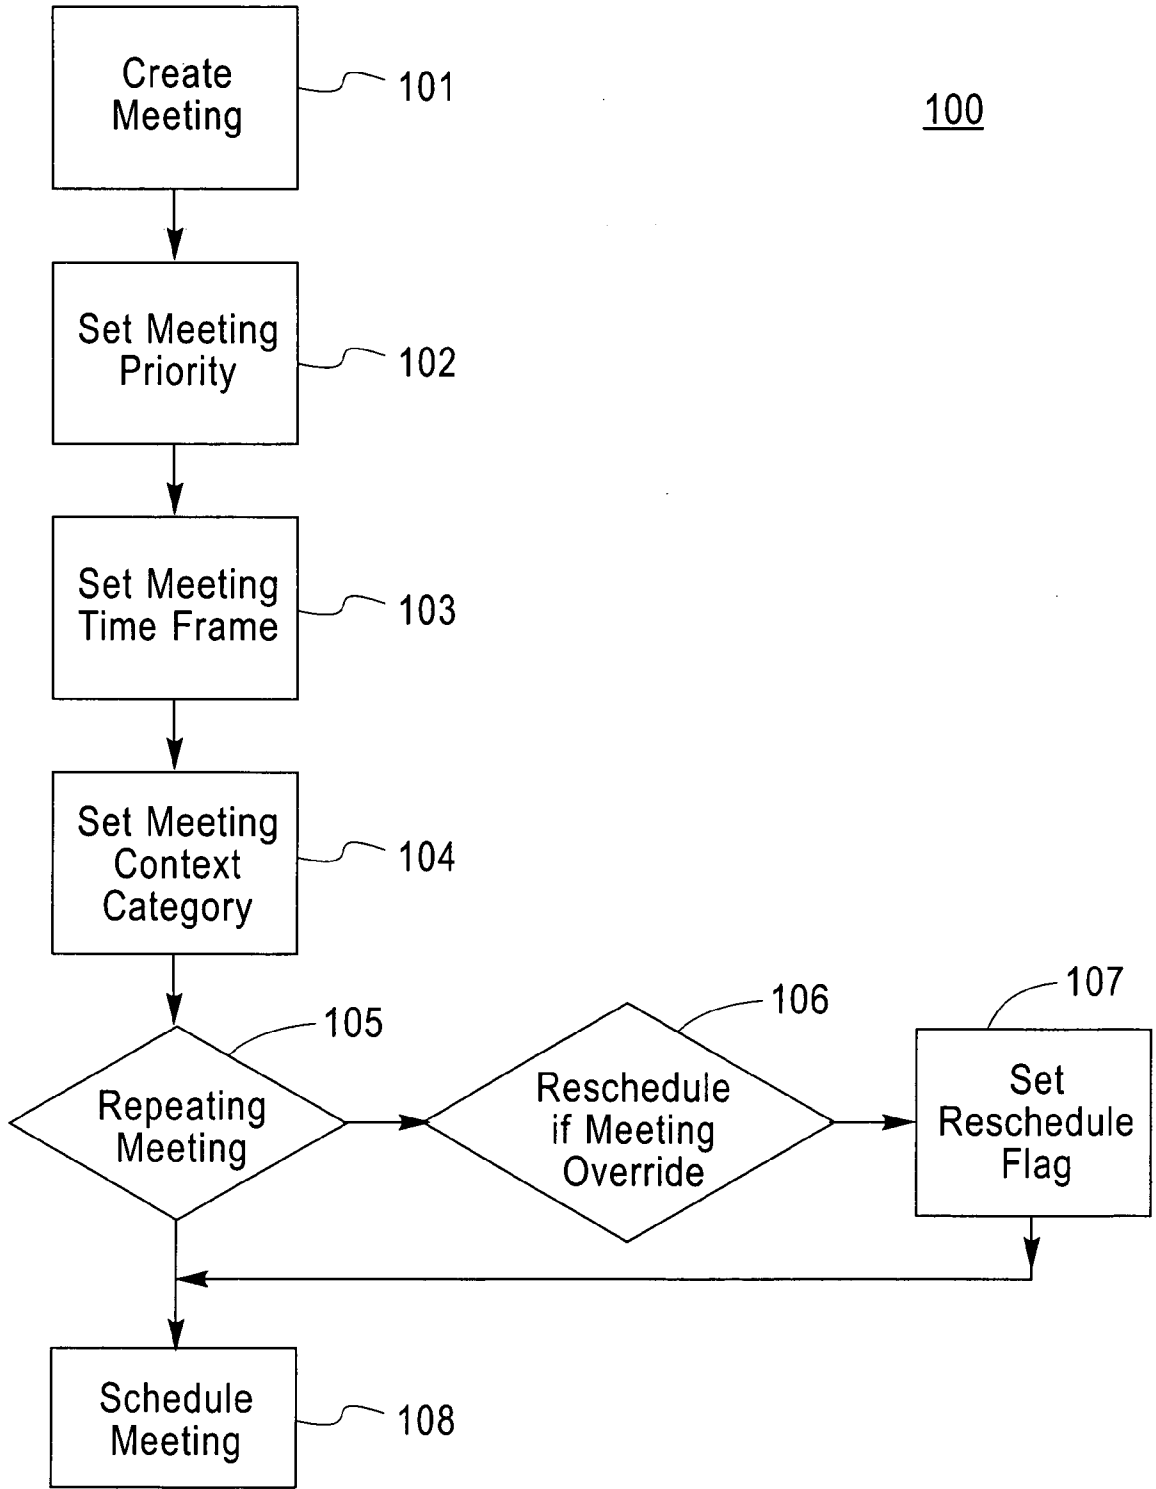 Create
Meeting
101
100
Set Meeting
Priority
102
Set Meeting
Time Frame
103
Set Meeting
Context
Category
104
Repeating
Meeting
105
Reschedule
if Meeting
Override
106
Set
Reschedule
Flag
107
Schedule
Meeting
108